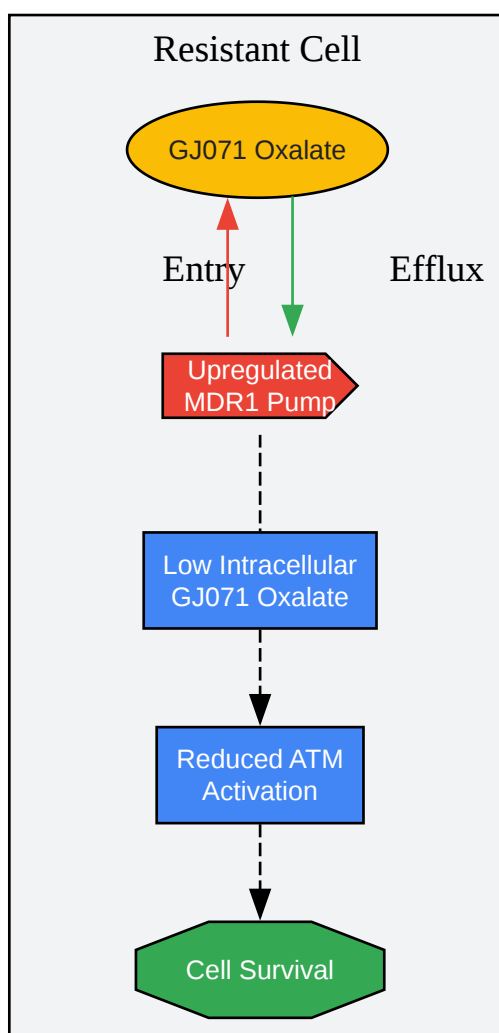 Resistant Cell
GJ071 Oxalate
Entry
Efflux
Upregulated
MDR1 Pump
Low Intracellular
GJ071 Oxalate
Reduced ATM
Activation
Cell Survival